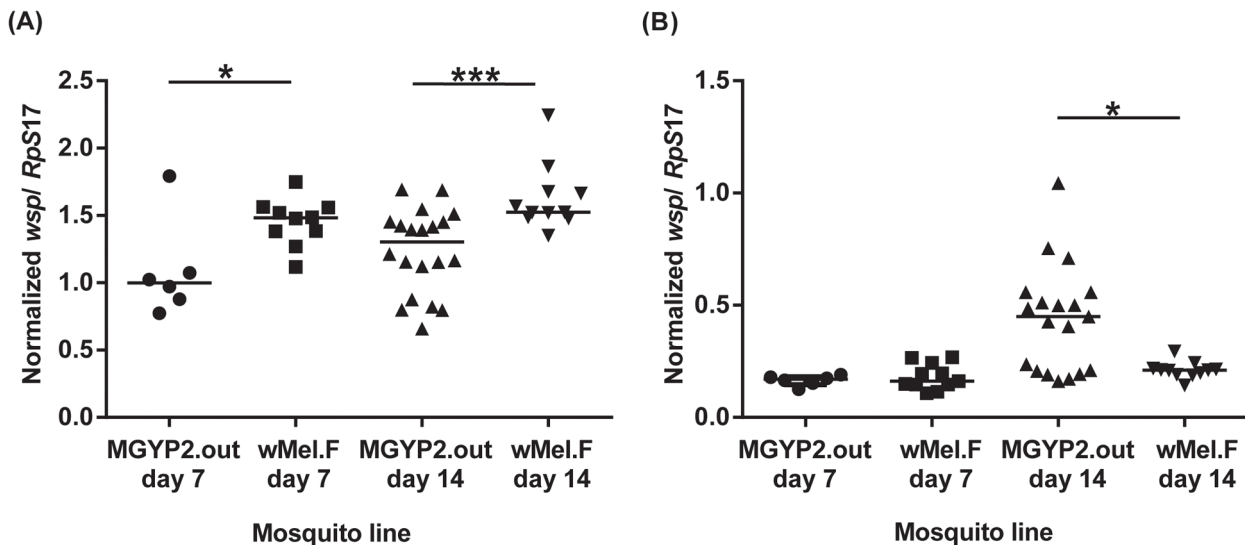 (A)
Normalized wsp/ RpS17
2.5
2.0
1.5
1.0
0.5
0.0
*
***
MGYP2.out
day 7
wMel.F
day 7
MGYP2.out
day 14
wMel.F
day 14
Mosquito line
(B)
Normalized wsp/ RpS17
1.5
1.0
0.5
0.0
*
MGYP2.out
day 7
wMel.F
day 7
MGYP2.out
day 14
wMel.F
day 14
Mosquito line